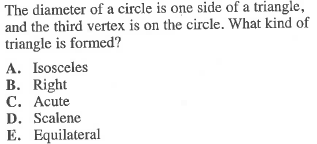 The diameter of a circle is one side of a triangle,
and the third vertex is on the circle. What kind of
triangle is formed?
A. Isosceles
B. Right
C. Acute
D. Scalene
E. Equilateral